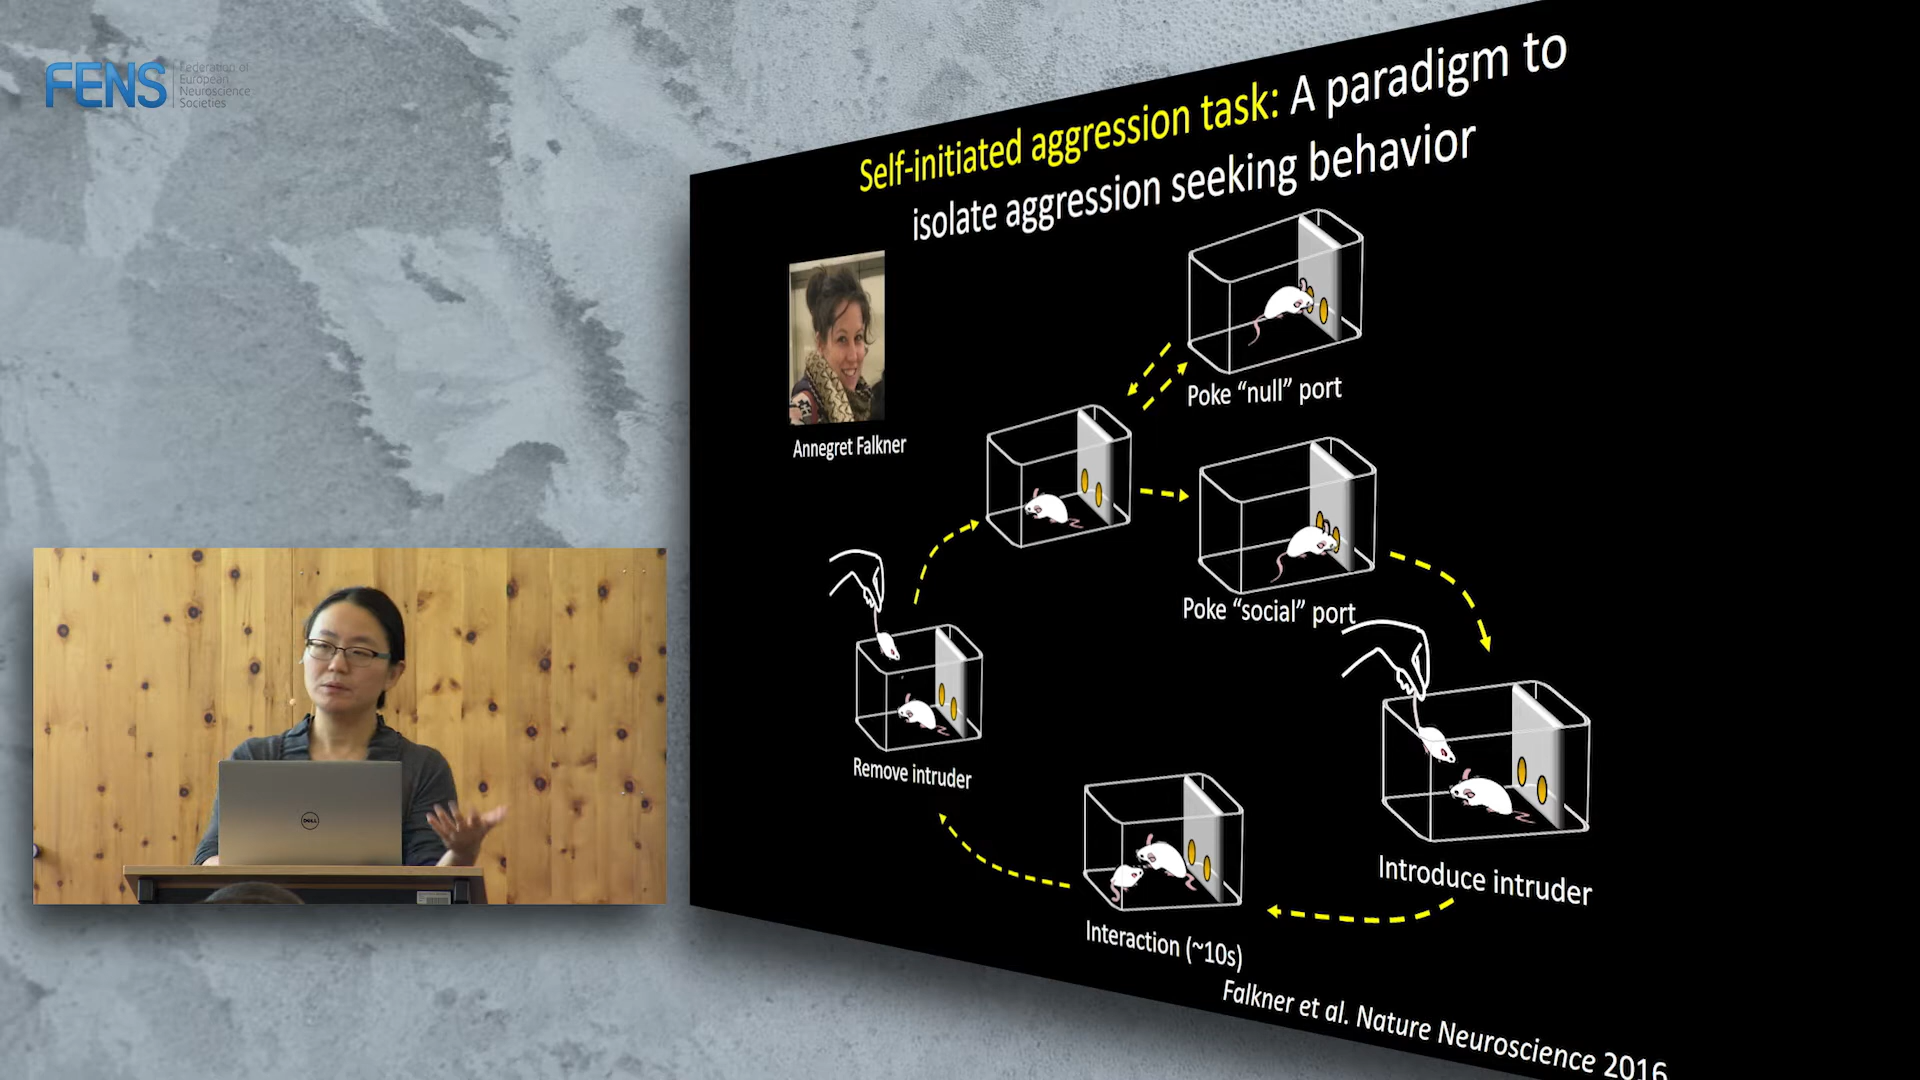 FENS
Federation of
European
Neuroscience
Societies
Self-initiated aggression task: A paradigm to
isolate aggression seeking behavior
Annegret Falkner
Poke “null” port
Poke “social” port
Remove intruder
Introduce intruder
Interaction (~10s)
Falkner et al. Nature Neuroscience 2016
DELL